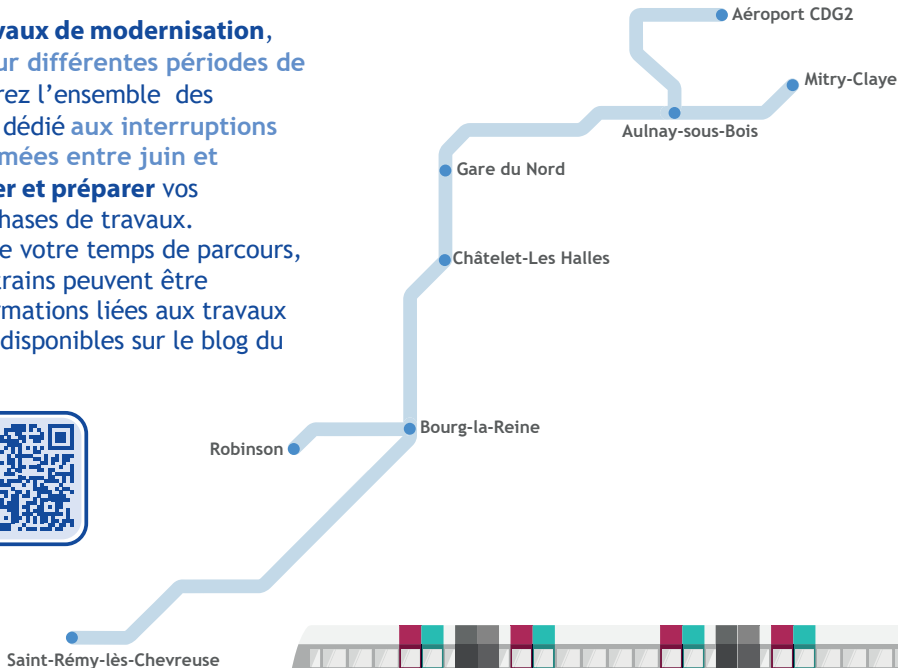 vaux de modernisation,
ur différentes périodes de
rez l'ensemble des
dédié aux interruptions
mées entre juin et
er et préparer vos
hases de travaux.
e votre temps de parcours,
trains peuvent être
rmations liées aux travaux
disponibles sur le blog du
Aéroport CDG2
Mitry-Claye
Aulnay-sous-Bois
Gare du Nord
Châtelet-Les Halles
Bourg-la-Reine
Robinson
Saint-Rémy-lès-Chevreuse